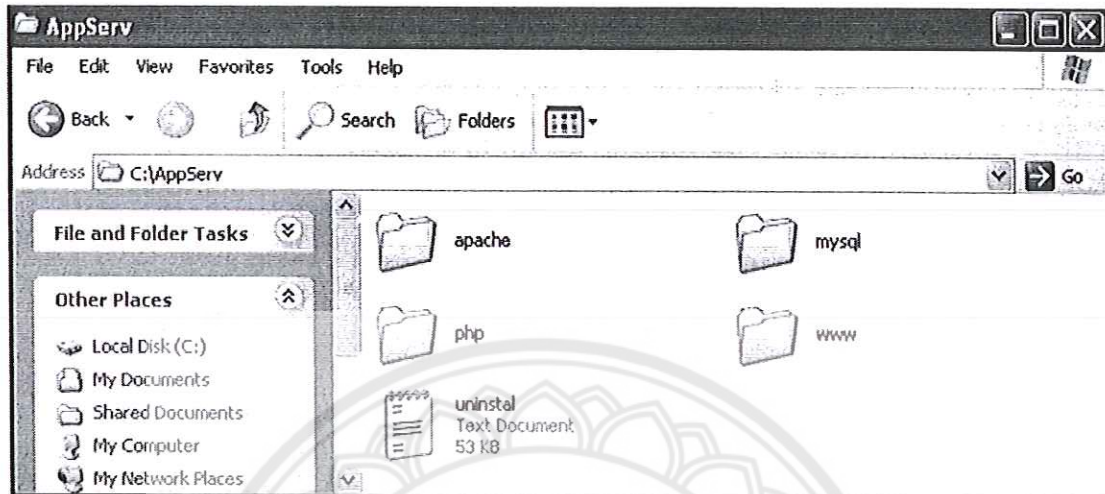 AppServ
File Edit View Favorites Tools Help
Back Search Folders
Address C:\AppServ Go
File and Folder Tasks
Other Places
Local Disk (C:)
My Documents
Shared Documents
My Computer
My Network Places
apache
mysql
php
www
uninstal
Text Document
53 KB